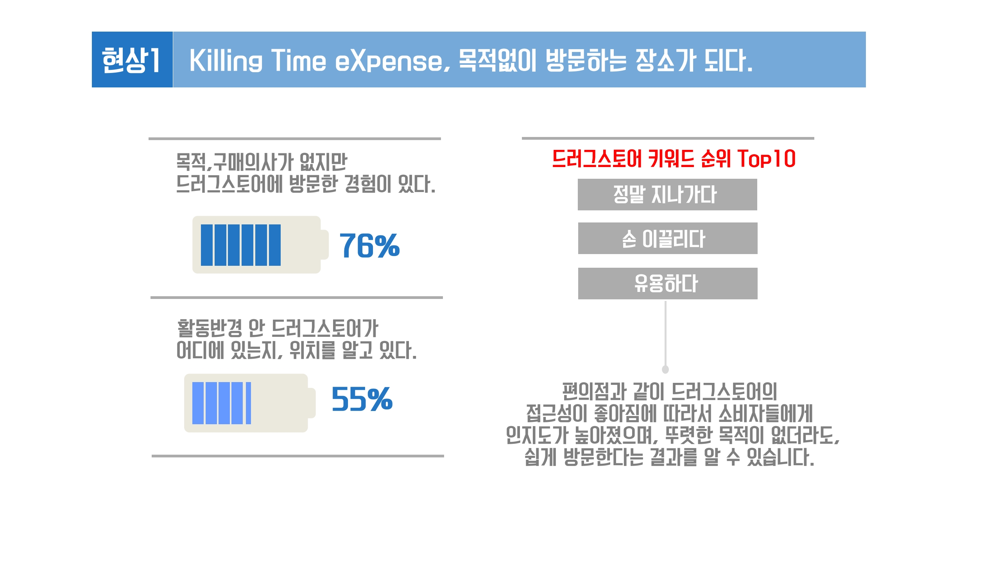 현상1
Killing Time eXpense, 목적없이 방문하는 장소가 되다.
목적,구매의사가 없지만
드러그스토어에 방문한 경험이 있다.
76%
활동반경 안 드러그스토어가
어디에 있는지, 위치를 알고 있다.
55%
드러그스토어 키워드 순위 Top10
정말 지나가다
손 이끌리다
유용하다
편의점과 같이 드러그스토어의
접근성이 좋아짐에 따라서 소비자들에게
인지도가 높아졌으며, 뚜렷한 목적이 없더라도,
쉽게 방문한다는 결과를 알 수 있습니다.